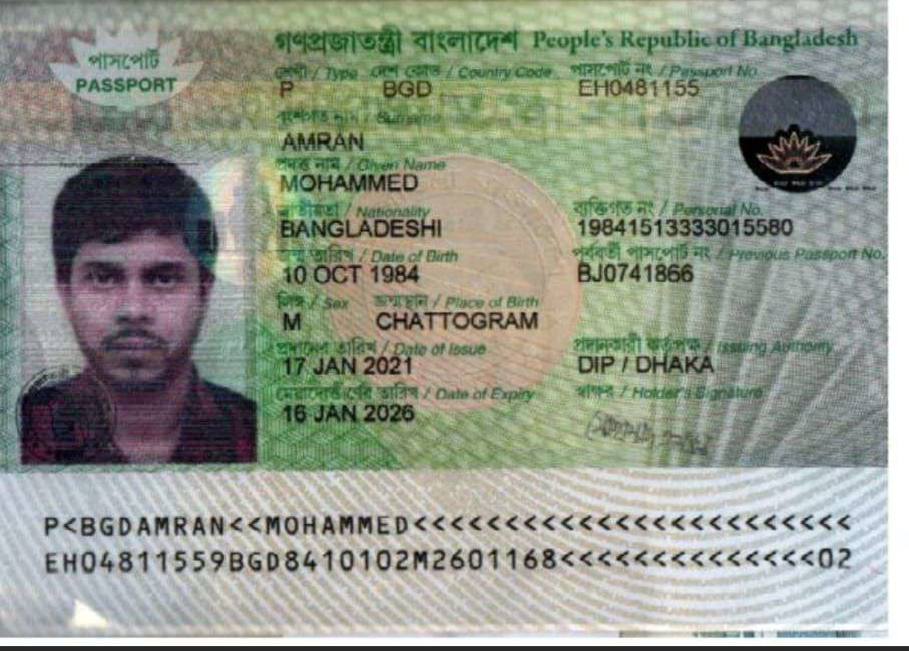 পাসপোর্ট
PASSPORT
গণপ্রজাতন্ত্রী বাংলাদেশ People's Republic of Bangladesh
শ্রেণী / Type দেশ কোড / Country Code পাসপোর্ট নং / Passport No.
P BGD EH0481155
বংশগত নাম / Surname
AMRAN
প্রদত্ত নাম / Given Name
MOHAMMED
জাতীয়তা / Nationality ব্যক্তিগত নং / Personal No.
BANGLADESHI 19841513333015580
জন্ম তারিখ / Date of Birth পূর্ববর্তী পাসপোর্ট নং / Previous Passport No.
10 OCT 1984 BJ0741866
লিঙ্গ / Sex জন্মস্থান / Place of Birth
M CHATTOGRAM
প্রদানের তারিখ / Date of Issue প্রদানকারী কর্তৃপক্ষ / Issuing Authority
17 JAN 2021 DIP / DHAKA
মেয়াদোত্তীর্ণের তারিখ / Date of Expiry স্বাক্ষর / Holder's Signature
16 JAN 2026
P<BGDAMRAN<<MOHAMMED<<<<<<<<<<<<<<<<<<<<<<<<
EH04811559BGD8410102M2601168<<<<<<<<<<<<<<02